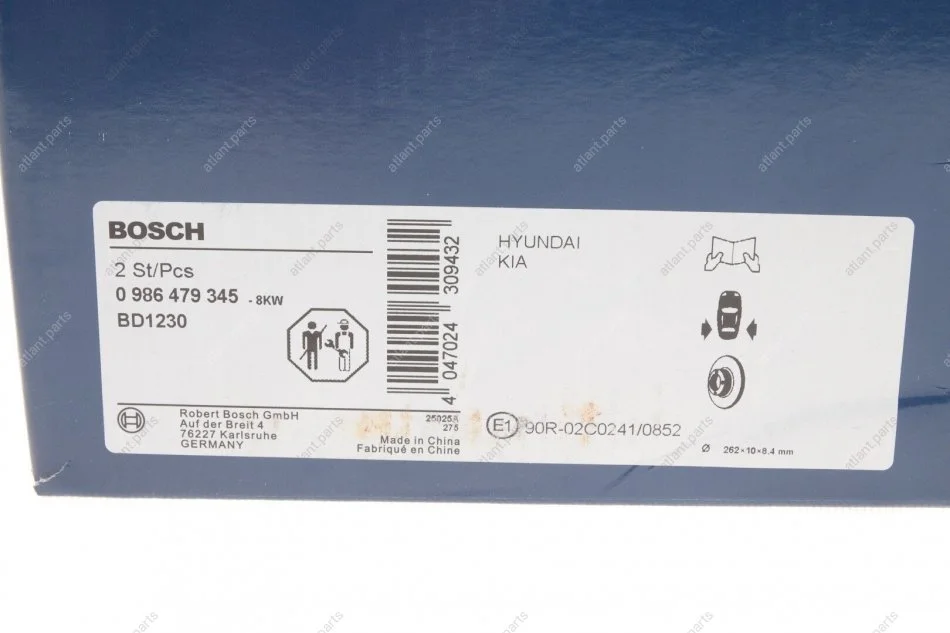 BOSCH
2 St/Pcs
0 986 479 345 - 8KW
BD1230
4 047024 309432
Robert Bosch GmbH
Auf der Breit 4
76227 Karlsruhe
GERMANY
25025A
275
Made in China
Fabriqué en Chine
HYUNDAI
KIA
E1 90R-02C0241/0852
Ø 262×10×8.4 mm
atlant.parts